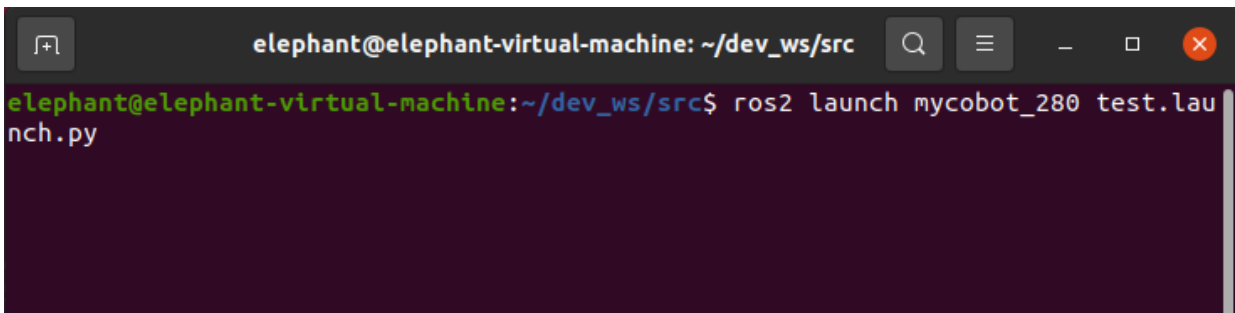 elephant@elephant-virtual-machine: ~/dev_ws/src
elephant@elephant-virtual-machine:~/dev_ws/src$ ros2 launch mycobot_280 test.lau
nch.py